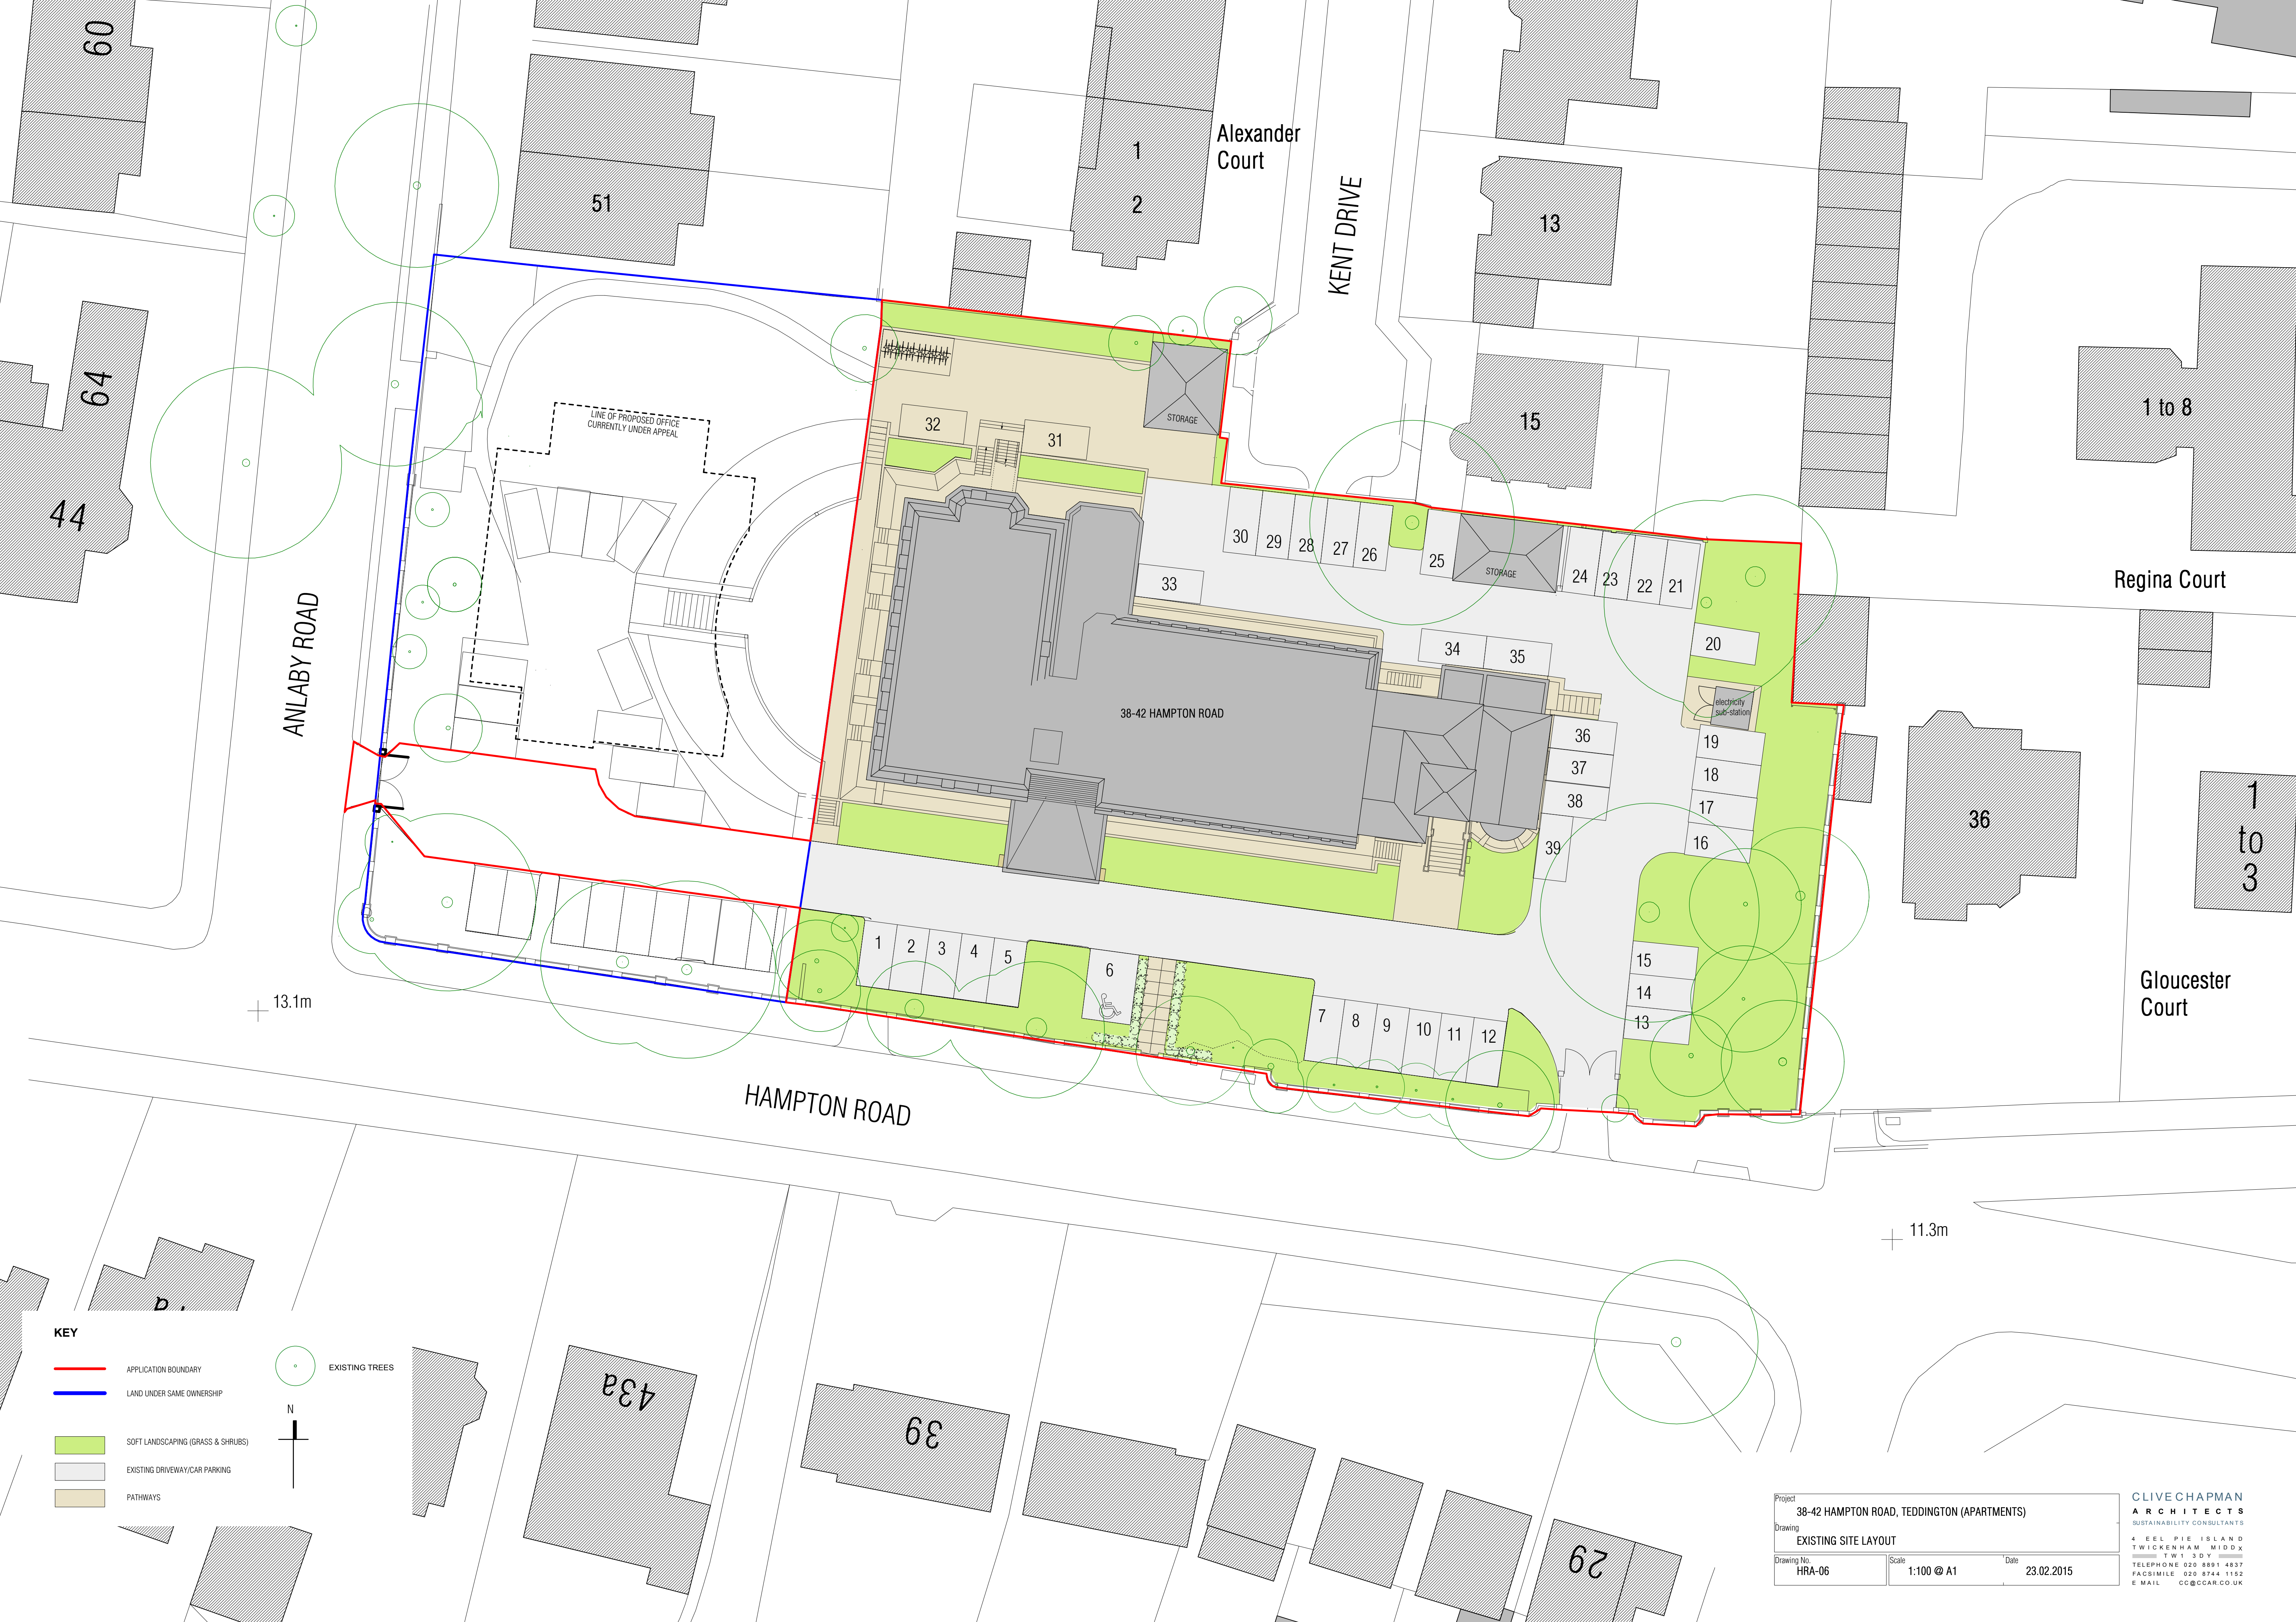 60
51
1
2
Alexander
Court
KENT DRIVE
13
15
1 to 8
Regina Court
64
44
ANLABY ROAD
LINE OF PROPOSED OFFICE
CURRENTLY UNDER APPEAL
STORAGE
32
31
30
29
28
27
26
25
STORAGE
24
23
22
21
33
34
35
20
electricity
sub-station
38-42 HAMPTON ROAD
36
37
38
39
19
18
17
16
36
1
to
3
Gloucester
Court
15
14
13
1
2
3
4
5
6
7
8
9
10
11
12
13.1m
HAMPTON ROAD
11.3m
43a
39
29
KEY
APPLICATION BOUNDARY
LAND UNDER SAME OWNERSHIP
EXISTING TREES
N
SOFT LANDSCAPING (GRASS & SHRUBS)
EXISTING DRIVEWAY/CAR PARKING
PATHWAYS
Project
38-42 HAMPTON ROAD, TEDDINGTON (APARTMENTS)
Drawing
EXISTING SITE LAYOUT
Drawing No.
HRA-06
Scale
1:100 @ A1
Date
23.02.2015
CLIVE CHAPMAN
ARCHITECTS
SUSTAINABILITY CONSULTANTS
4 EEL PIE ISLAND
TWICKENHAM MIDDX
TW1 3DY
TELEPHONE 020 8891 4837
FACSIMILE 020 8744 1152
E MAIL CC@CCAR.CO.UK